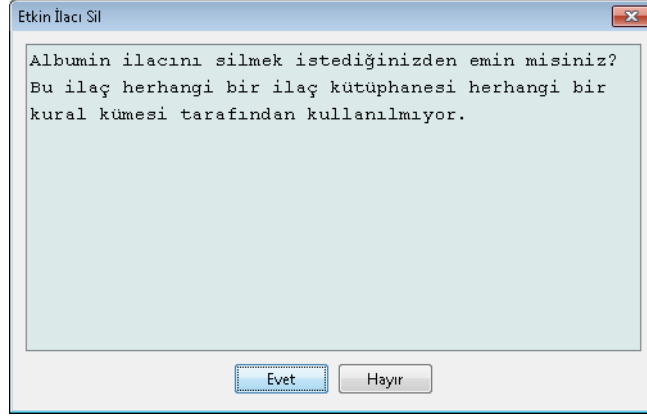 Etkin İlacı Sil
Albumin ilacını silmek istediğinizden emin misiniz?
Bu ilaç herhangi bir ilaç kütüphanesi herhangi bir
kural kümesi tarafından kullanılmıyor.
Evet
Hayır